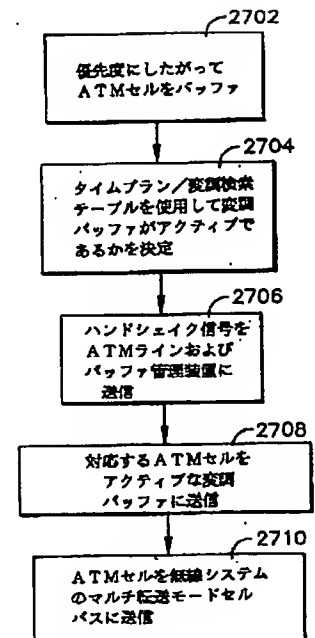 2702
優先度にしたがって
ATMセルをバッファ
2704
タイムプラン/変調検索
テーブルを使用して変調
バッファがアクティブで
あるかを決定
2706
ハンドシェイク信号を
ATMラインおよび
バッファ管理装置に
送信
2708
対応するATMセルを
アクティブな変調
バッファに送信
2710
ATMセルを無線システム
のマルチ転送モードセル
バスに送信